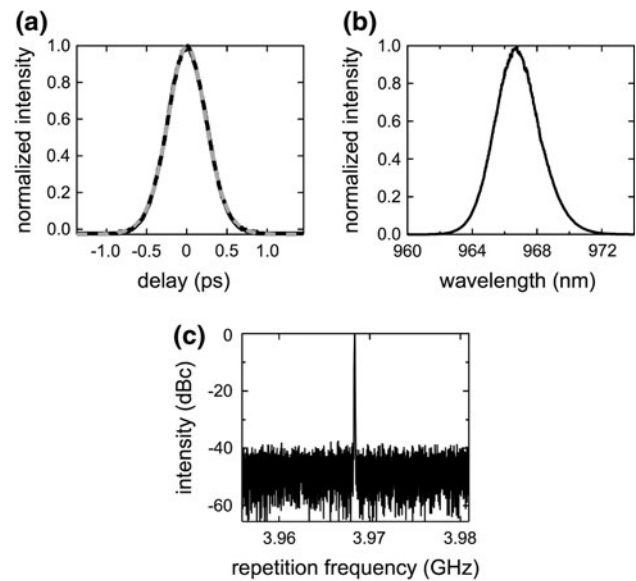 (a)
normalized intensity
1.0
0.8
0.6
0.4
0.2
0.0
-1.0 -0.5 0 0.5 1.0
delay (ps)
(b)
normalized intensity
1.0
0.8
0.6
0.4
0.2
0.0
960 964 968 972
wavelength (nm)
(c)
intensity (dBc)
0
-20
-40
-60
3.96 3.97 3.98
repetition frequency (GHz)